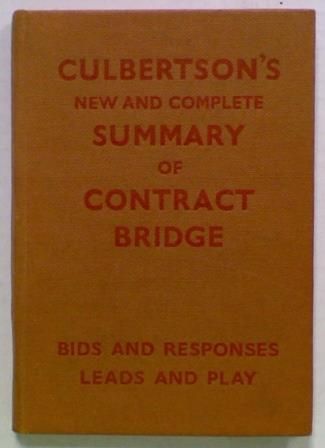 CULBERTSON'S
NEW AND COMPLETE
SUMMARY
OF
CONTRACT
BRIDGE
BIDS AND RESPONSES
LEADS AND PLAY